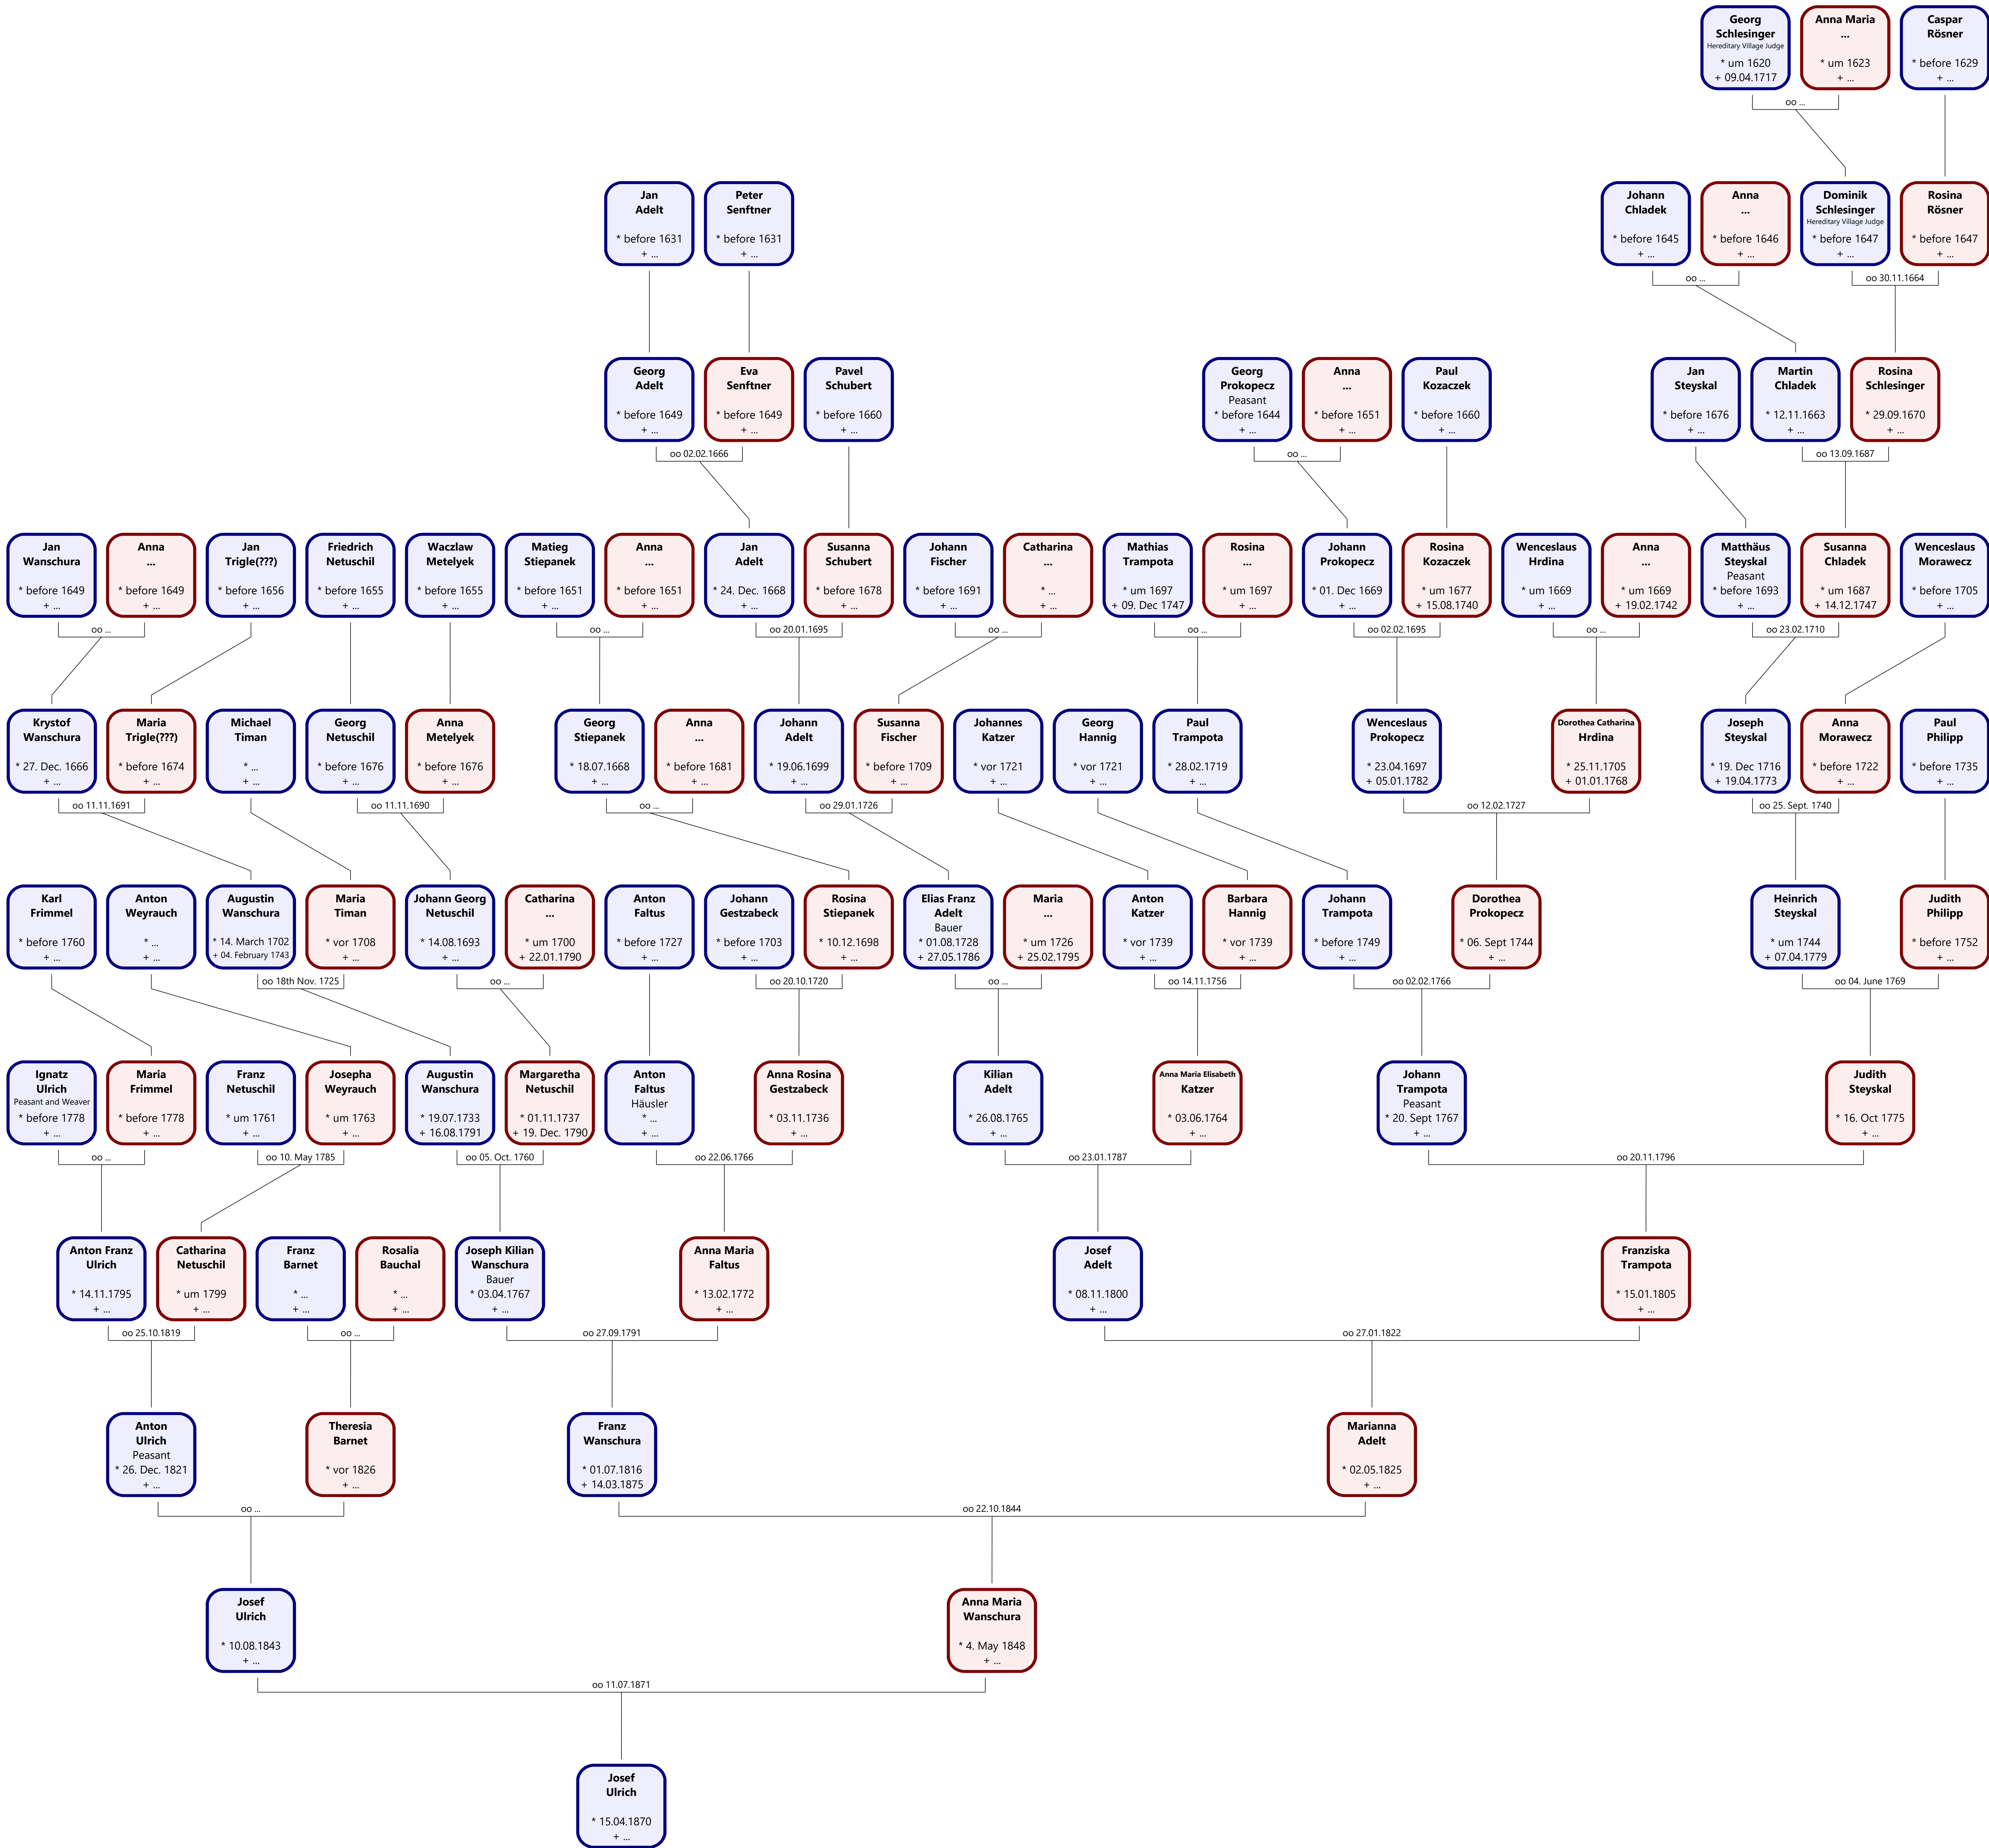 Georg
Schlesinger
Hereditary Village Judge
* um 1620
+ 09.04.1717
Anna Maria
...
* um 1623
+ ...
Caspar
Rösner
* before 1629
+ ...
oo ...
Jan
Adelt
* before 1631
+ ...
Peter
Senftner
* before 1631
+ ...
Johann
Chladek
* before 1645
+ ...
Anna
...
* before 1646
+ ...
Dominik
Schlesinger
Hereditary Village Judge
* before 1647
+ ...
Rosina
Rösner
* before 1647
+ ...
oo ...
oo 30.11.1664
Georg
Adelt
* before 1649
+ ...
Eva
Senftner
* before 1649
+ ...
Pavel
Schubert
* before 1660
+ ...
Georg
Prokopecz
Peasant
* before 1644
+ ...
Anna
...
* before 1651
+ ...
Paul
Kozaczek
* before 1660
+ ...
Jan
Steyskal
* before 1676
+ ...
Martin
Chladek
* 12.11.1663
+ ...
Rosina
Schlesinger
* 29.09.1670
+ ...
oo 02.02.1666
oo ...
oo 13.09.1687
Jan
Wanschura
* before 1649
+ ...
Anna
...
* before 1649
+ ...
Jan
Trigle(???)
* before 1656
+ ...
Friedrich
Netuschil
* before 1655
+ ...
Waczlaw
Metelyek
* before 1655
+ ...
Matieg
Stiepanek
* before 1651
+ ...
Anna
...
* before 1651
+ ...
Jan
Adelt
* 24. Dec. 1668
+ ...
Susanna
Schubert
* before 1678
+ ...
Johann
Fischer
* before 1691
+ ...
Catharina
...
* ...
+ ...
Mathias
Trampota
* um 1697
+ 09. Dec 1747
Rosina
...
* um 1697
+ ...
Johann
Prokopecz
* 01. Dec 1669
+ ...
Rosina
Kozaczek
* um 1677
+ 15.08.1740
Wenceslaus
Hrdina
* um 1669
+ ...
Anna
...
* um 1669
+ 19.02.1742
Matthäus
Steyskal
Peasant
* before 1693
+ ...
Susanna
Chladek
* um 1687
+ 14.12.1747
Wenceslaus
Morawecz
* before 1705
+ ...
oo ...
oo ...
oo 20.01.1695
oo ...
oo ...
oo 02.02.1695
oo ...
oo 23.02.1710
Krystof
Wanschura
* 27. Dec. 1666
+ ...
Maria
Trigle(???)
* before 1674
+ ...
Michael
Timan
* ...
+ ...
Georg
Netuschil
* before 1676
+ ...
Anna
Metelyek
* before 1676
+ ...
Georg
Stiepanek
* 18.07.1668
+ ...
Anna
...
* before 1681
+ ...
Johann
Adelt
* 19.06.1699
+ ...
Susanna
Fischer
* before 1709
+ ...
Johannes
Katzer
* vor 1721
+ ...
Georg
Hannig
* vor 1721
+ ...
Paul
Trampota
* 28.02.1719
+ ...
Wenceslaus
Prokopecz
* 23.04.1697
+ 05.01.1782
Dorothea Catharina
Hrdina
* 25.11.1705
+ 01.01.1768
Joseph
Steyskal
* 19. Dec 1716
+ 19.04.1773
Anna
Morawecz
* before 1722
+ ...
Paul
Philipp
* before 1735
+ ...
oo 11.11.1691
oo 11.11.1690
oo ...
oo 29.01.1726
oo 12.02.1727
oo 25. Sept. 1740
Karl
Frimmel
* before 1760
+ ...
Anton
Weyrauch
* ...
+ ...
Augustin
Wanschura
* 14. March 1702
+ 04. February 1743
Maria
Timan
* vor 1708
+ ...
Johann Georg
Netuschil
* 14.08.1693
+ ...
Catharina
...
* um 1700
+ 22.01.1790
Anton
Faltus
* before 1727
+ ...
Johann
Gestzabeck
* before 1703
+ ...
Rosina
Stiepanek
* 10.12.1698
+ ...
Elias Franz
Adelt
Bauer
* 01.08.1728
+ 27.05.1786
Maria
...
* um 1726
+ 25.02.1795
Anton
Katzer
* vor 1739
+ ...
Barbara
Hannig
* vor 1739
+ ...
Johann
Trampota
* before 1749
+ ...
Dorothea
Prokopecz
* 06. Sept 1744
+ ...
Heinrich
Steyskal
* um 1744
+ 07.04.1779
Judith
Philipp
* before 1752
+ ...
oo 18th Nov. 1725
oo ...
oo 20.10.1720
oo ...
oo 14.11.1756
oo 02.02.1766
oo 04. June 1769
Ignatz
Ulrich
Peasant and Weaver
* before 1778
+ ...
Maria
Frimmel
* before 1778
+ ...
Franz
Netuschil
* um 1761
+ ...
Josepha
Weyrauch
* um 1763
+ ...
Augustin
Wanschura
* 19.07.1733
+ 16.08.1791
Margaretha
Netuschil
* 01.11.1737
+ 19. Dec. 1790
Anton
Faltus
Häusler
* ...
+ ...
Anna Rosina
Gestzabeck
* 03.11.1736
+ ...
Kilian
Adelt
* 26.08.1765
+ ...
Anna Maria Elisabeth
Katzer
* 03.06.1764
+ ...
Johann
Trampota
Peasant
* 20. Sept 1767
+ ...
Judith
Steyskal
* 16. Oct 1775
+ ...
oo ...
oo 10. May 1785
oo 05. Oct. 1760
oo 22.06.1766
oo 23.01.1787
oo 20.11.1796
Anton Franz
Ulrich
* 14.11.1795
+ ...
Catharina
Netuschil
* um 1799
+ ...
Franz
Barnet
* ...
+ ...
Rosalia
Bauchal
* ...
+ ...
Joseph Kilian
Wanschura
Bauer
* 03.04.1767
+ ...
Anna Maria
Faltus
* 13.02.1772
+ ...
Josef
Adelt
* 08.11.1800
+ ...
Franziska
Trampota
* 15.01.1805
+ ...
oo 25.10.1819
oo ...
oo 27.09.1791
oo 27.01.1822
Anton
Ulrich
Peasant
* 26. Dec. 1821
+ ...
Theresia
Barnet
* vor 1826
+ ...
Franz
Wanschura
* 01.07.1816
+ 14.03.1875
Marianna
Adelt
* 02.05.1825
+ ...
oo ...
oo 22.10.1844
Josef
Ulrich
* 10.08.1843
+ ...
Anna Maria
Wanschura
* 4. May 1848
+ ...
oo 11.07.1871
Josef
Ulrich
* 15.04.1870
+ ...